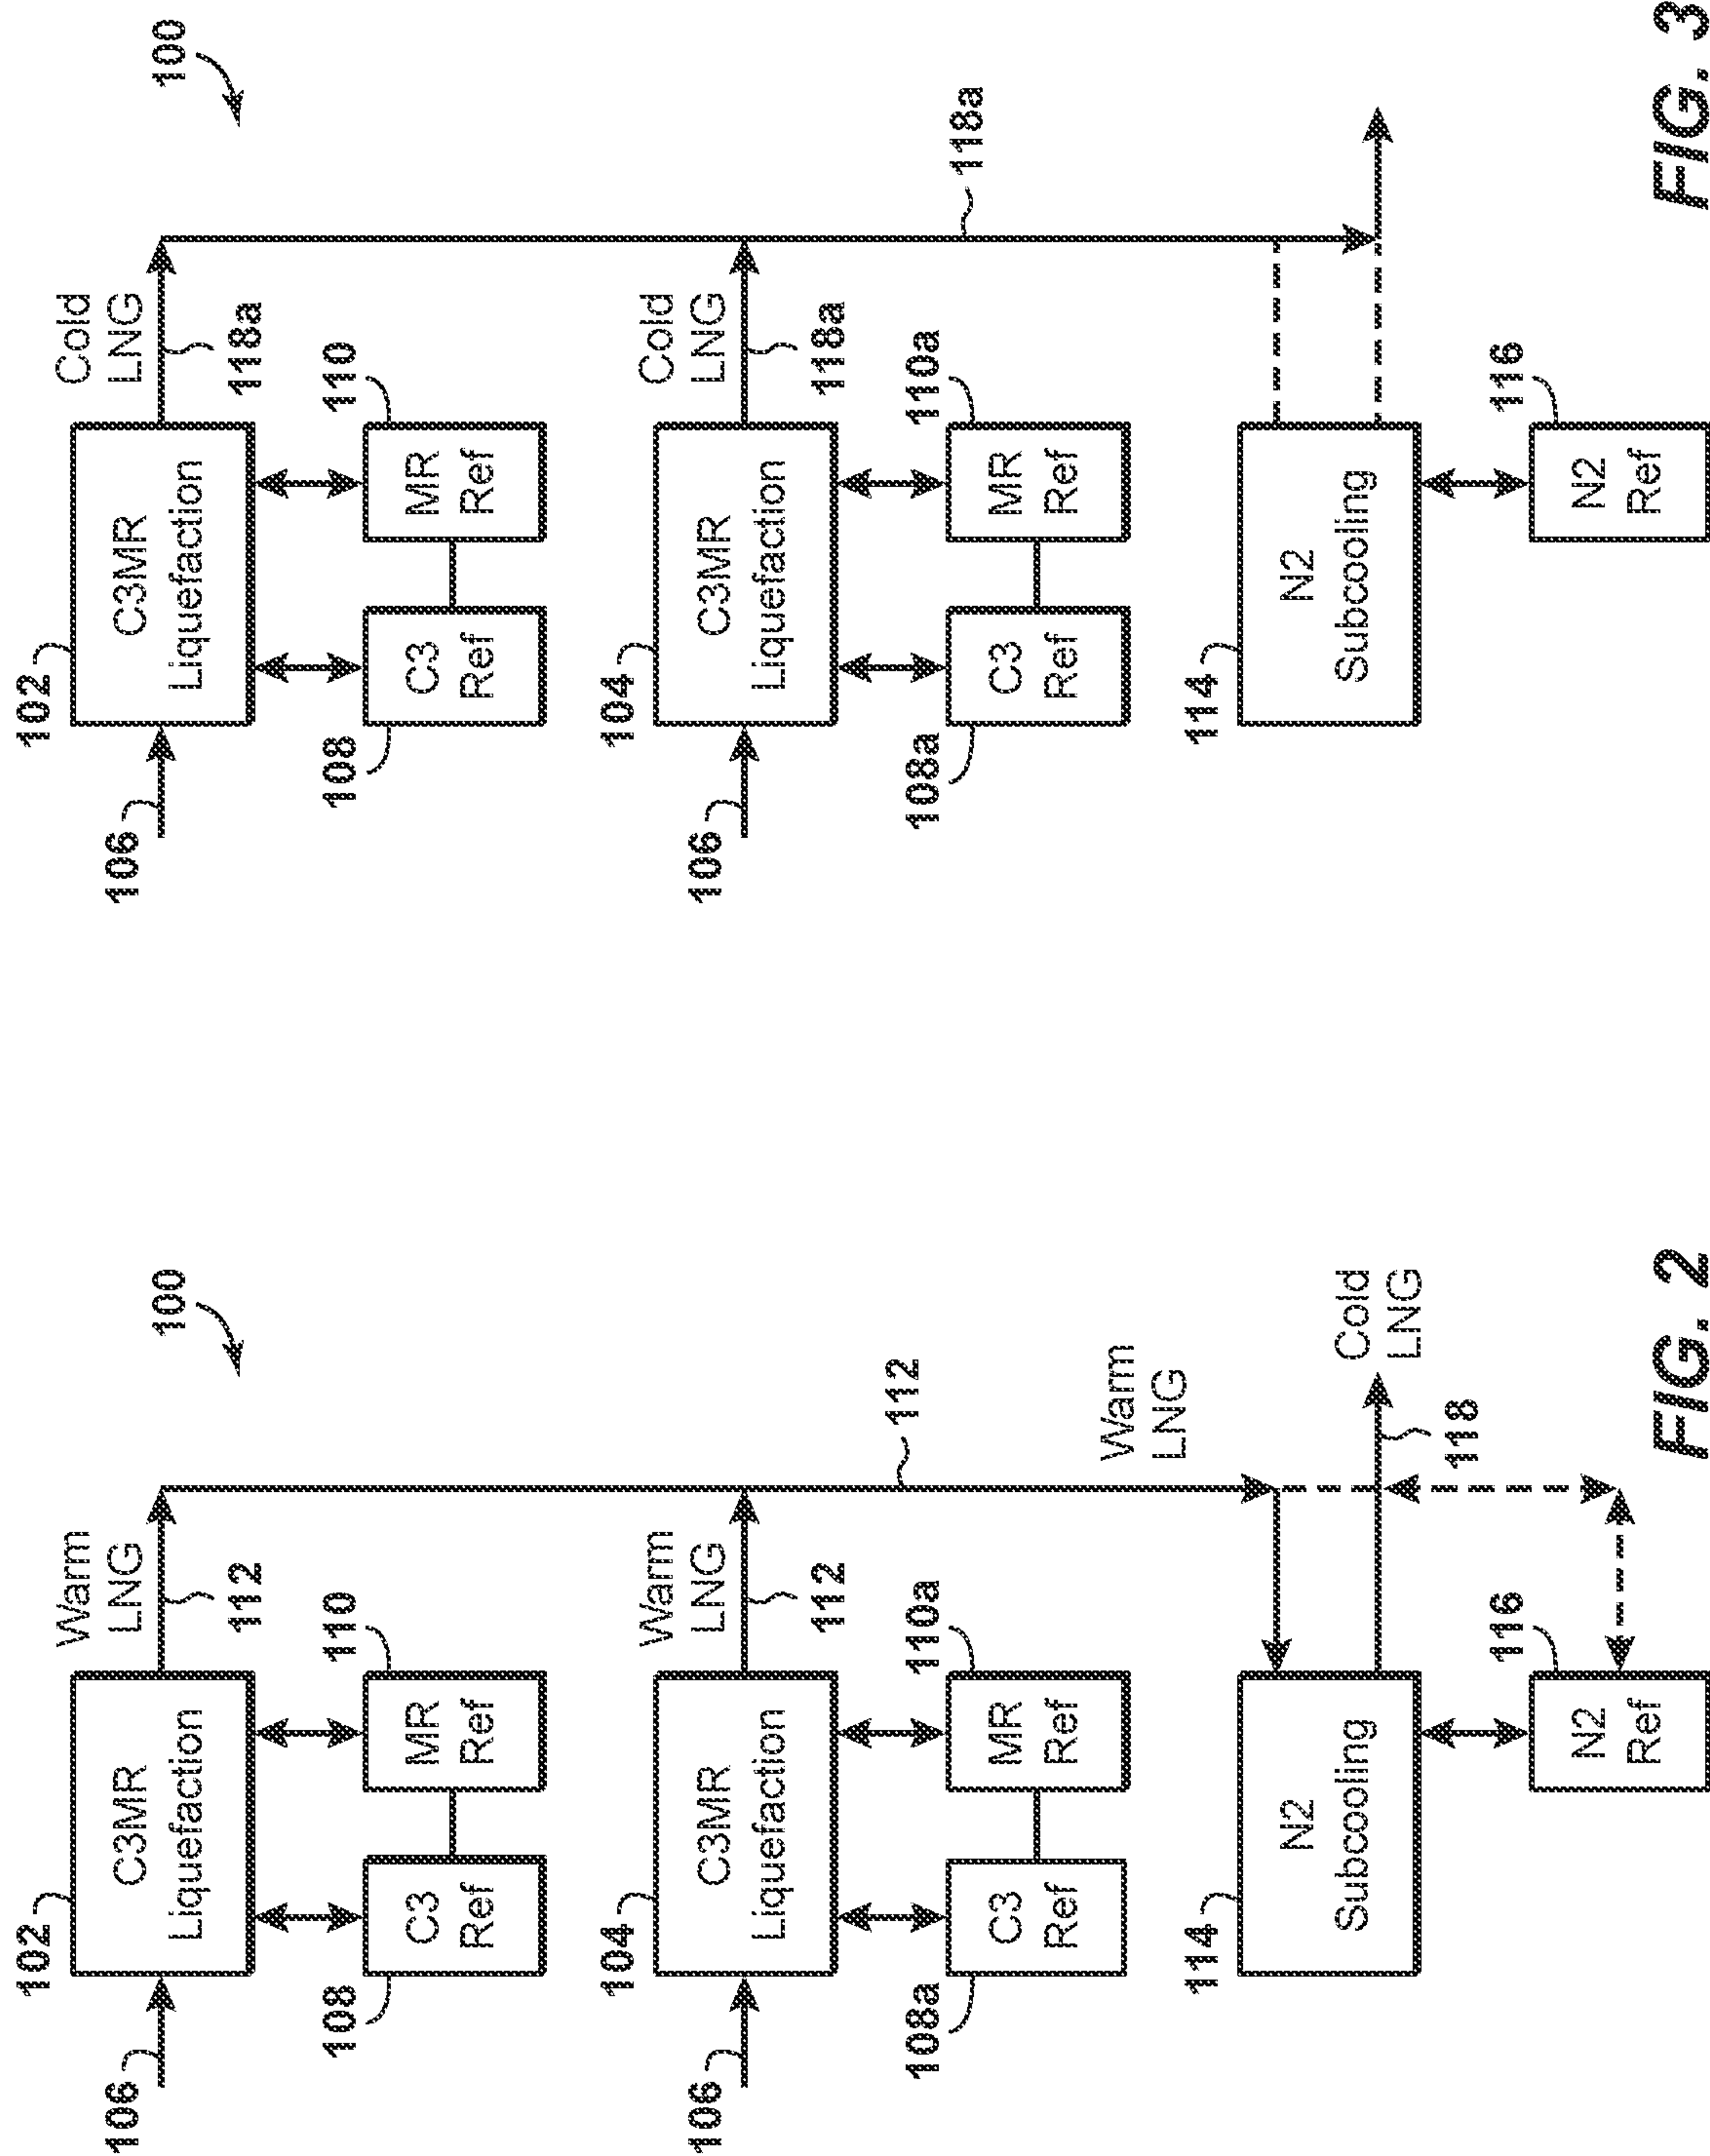 100
Warm
LNG
102
C3MR
Liquefaction
106
112
108
C3
Ref
110
MR
Ref
Warm
LNG
104
C3MR
Liquefaction
106
112
112
108a
C3
Ref
110a
MR
Ref
Warm
LNG
114
N2
Subcooling
Cold
LNG
118
116
N2
Ref
FIG. 2
100
Cold
LNG
102
C3MR
Liquefaction
106
118a
108
C3
Ref
110
MR
Ref
Cold
LNG
104
C3MR
Liquefaction
106
118a
118a
108a
C3
Ref
110a
MR
Ref
114
N2
Subcooling
116
N2
Ref
FIG. 3